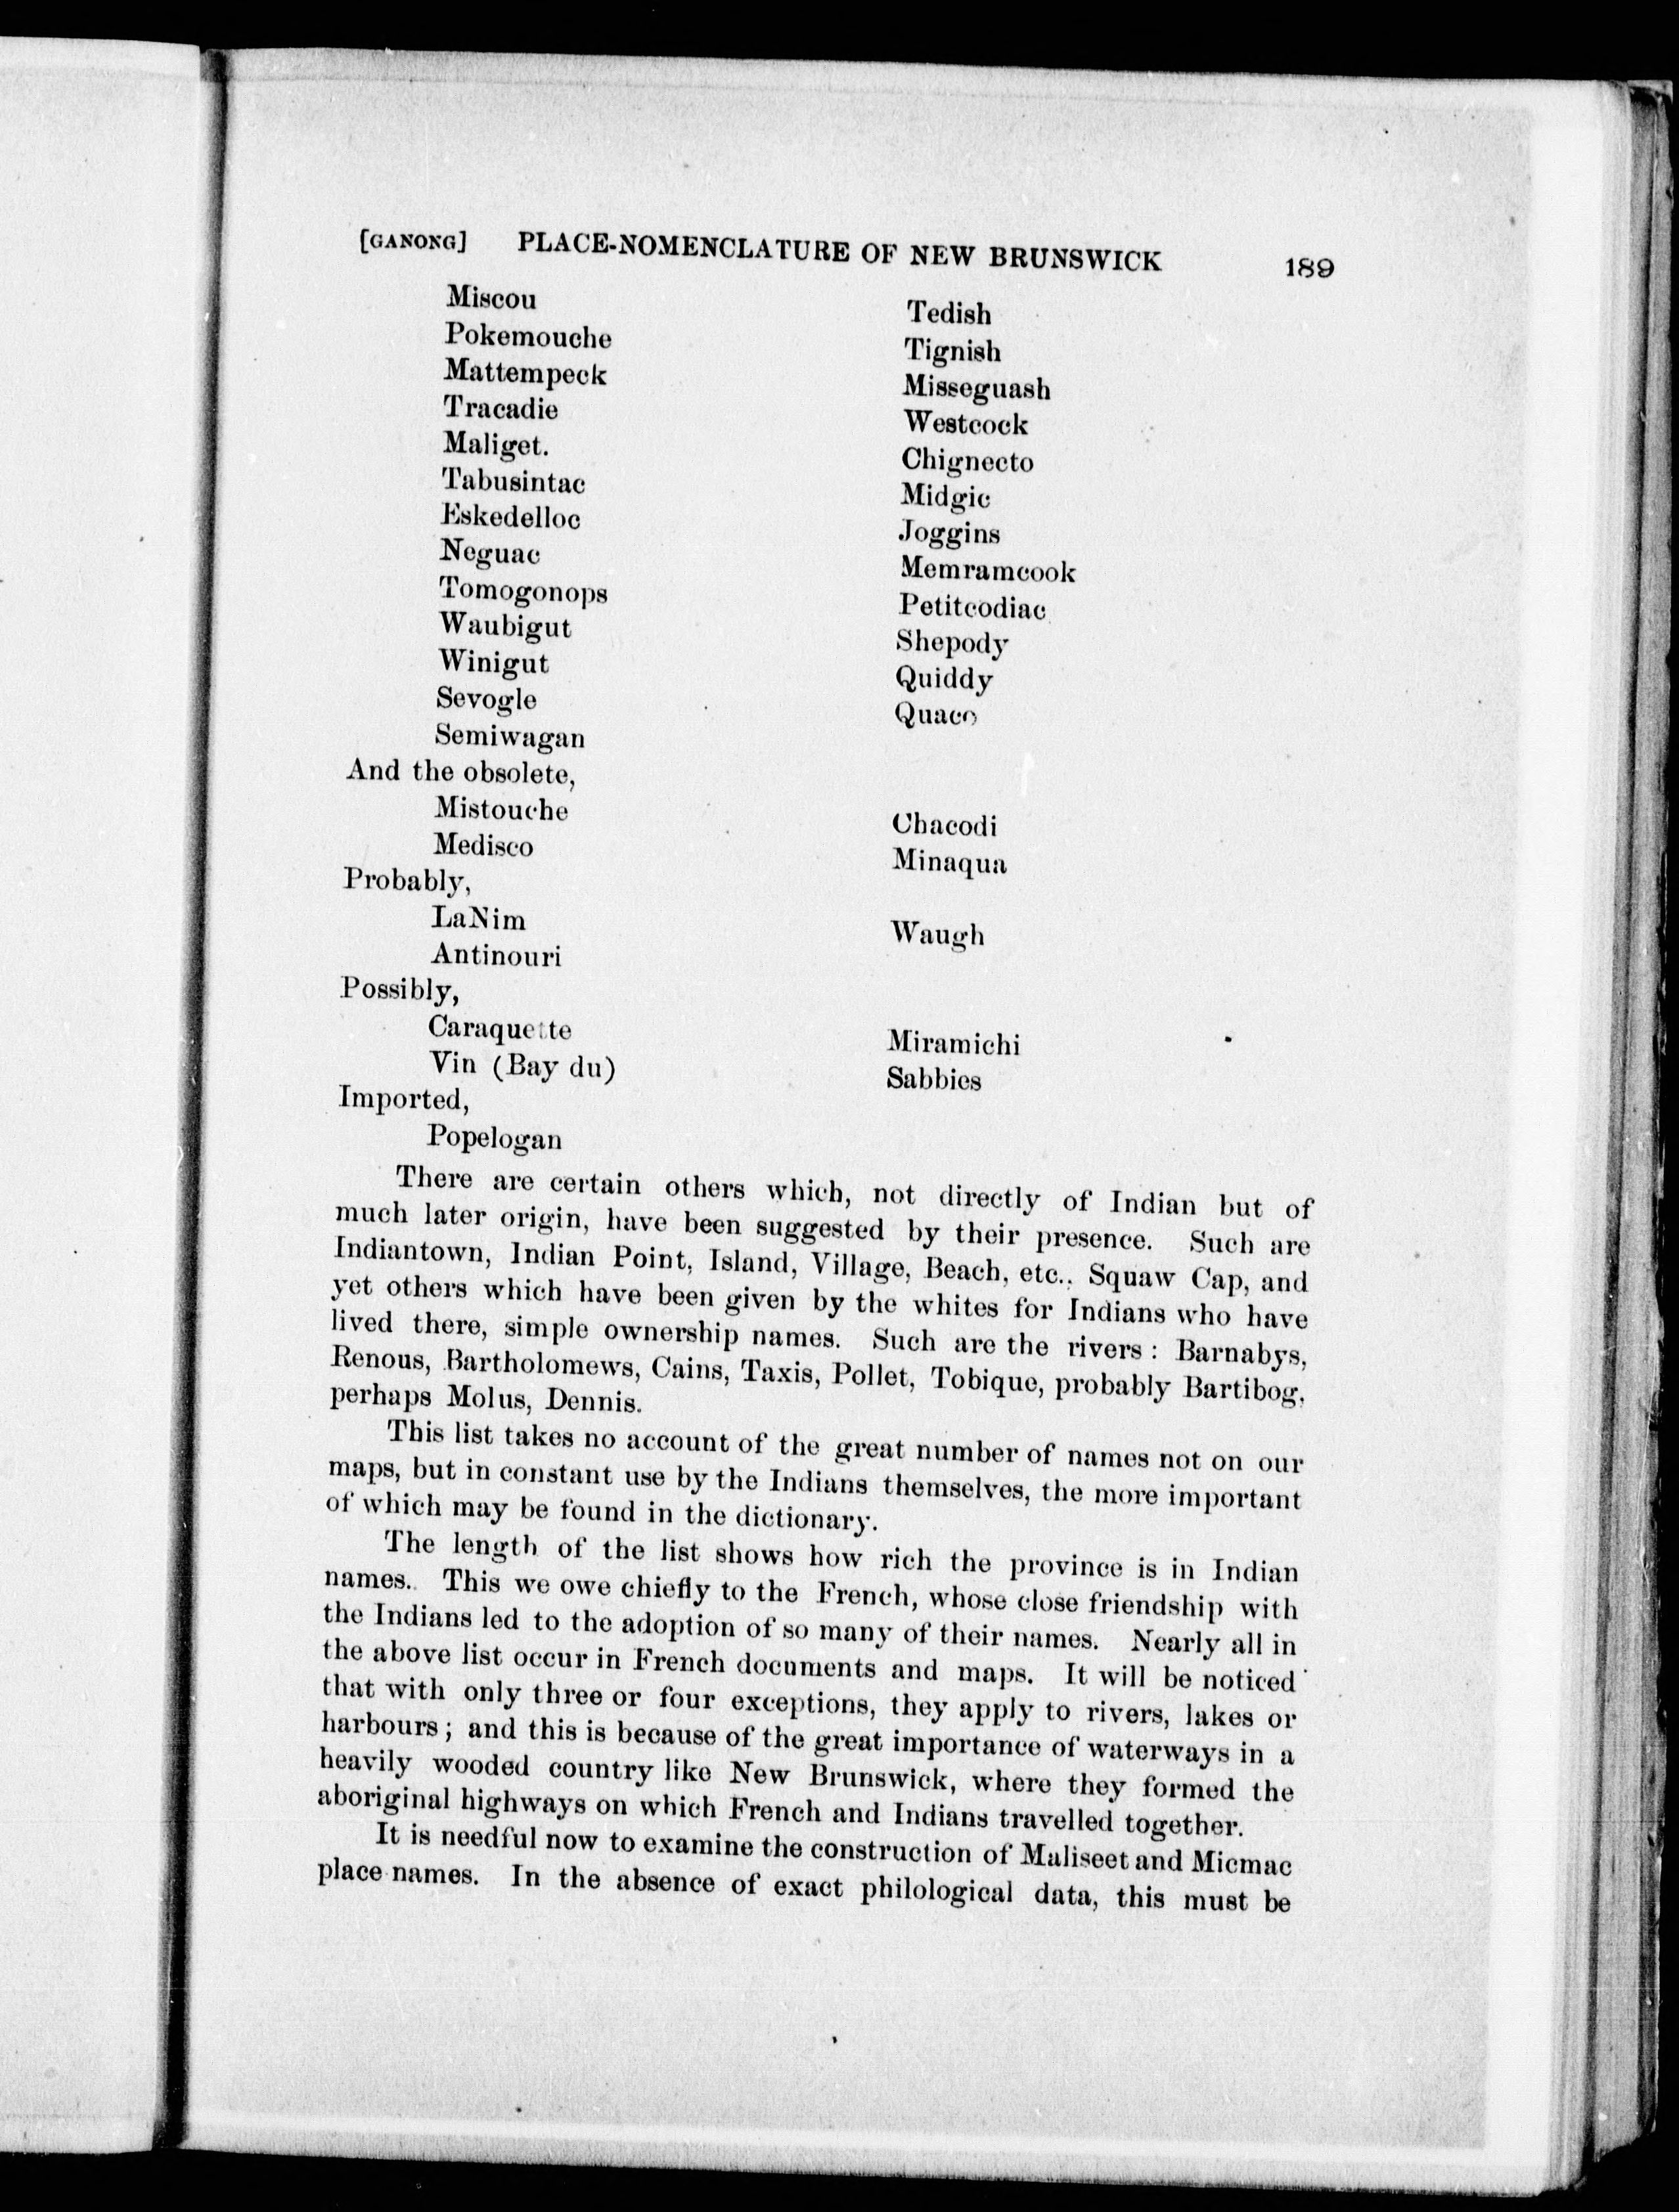 [GANONG] PLACE-NOMENCLATURE OF NEW BRUNSWICK 189
Miscou
Pokemouche
Mattempeck
Tracadie
Maliget.
Tabusintac
Eskedelloc
Neguac
Tomogonops
Waubigut
Winigut
Sevogle
Semiwagan
Tedish
Tignish
Misseguash
Westcock
Chignecto
Midgic
Joggins
Memramcook
Petitcodiac
Shepody
Quiddy
Quaco
And the obsolete,
Mistouche
Medisco
Chacodi
Minaqua
Probably,
LaNim
Antinouri
Waugh
Possibly,
Caraquette
Vin (Bay du)
Miramichi
Sabbies
Imported,
Popelogan
There are certain others which, not directly of Indian but of
much later origin, have been suggested by their presence. Such are
Indiantown, Indian Point, Island, Village, Beach, etc., Squaw Cap, and
yet others which have been given by the whites for Indians who have
lived there, simple ownership names. Such are the rivers: Barnabys,
Renous, Bartholomews, Cains, Taxis, Pollet, Tobique, probably Bartibog,
perhaps Molus, Dennis.
This list takes no account of the great number of names not on our
maps, but in constant use by the Indians themselves, the more important
of which may be found in the dictionary.
The length of the list shows how rich the province is in Indian
names. This we owe chiefly to the French, whose close friendship with
the Indians led to the adoption of so many of their names. Nearly all in
the above list occur in French documents and maps. It will be noticed
that with only three or four exceptions, they apply to rivers, lakes or
harbours; and this is because of the great importance of waterways in a
heavily wooded country like New Brunswick, where they formed the
aboriginal highways on which French and Indians travelled together.
It is needful now to examine the construction of Maliseet and Micmac
place names. In the absence of exact philological data, this must be